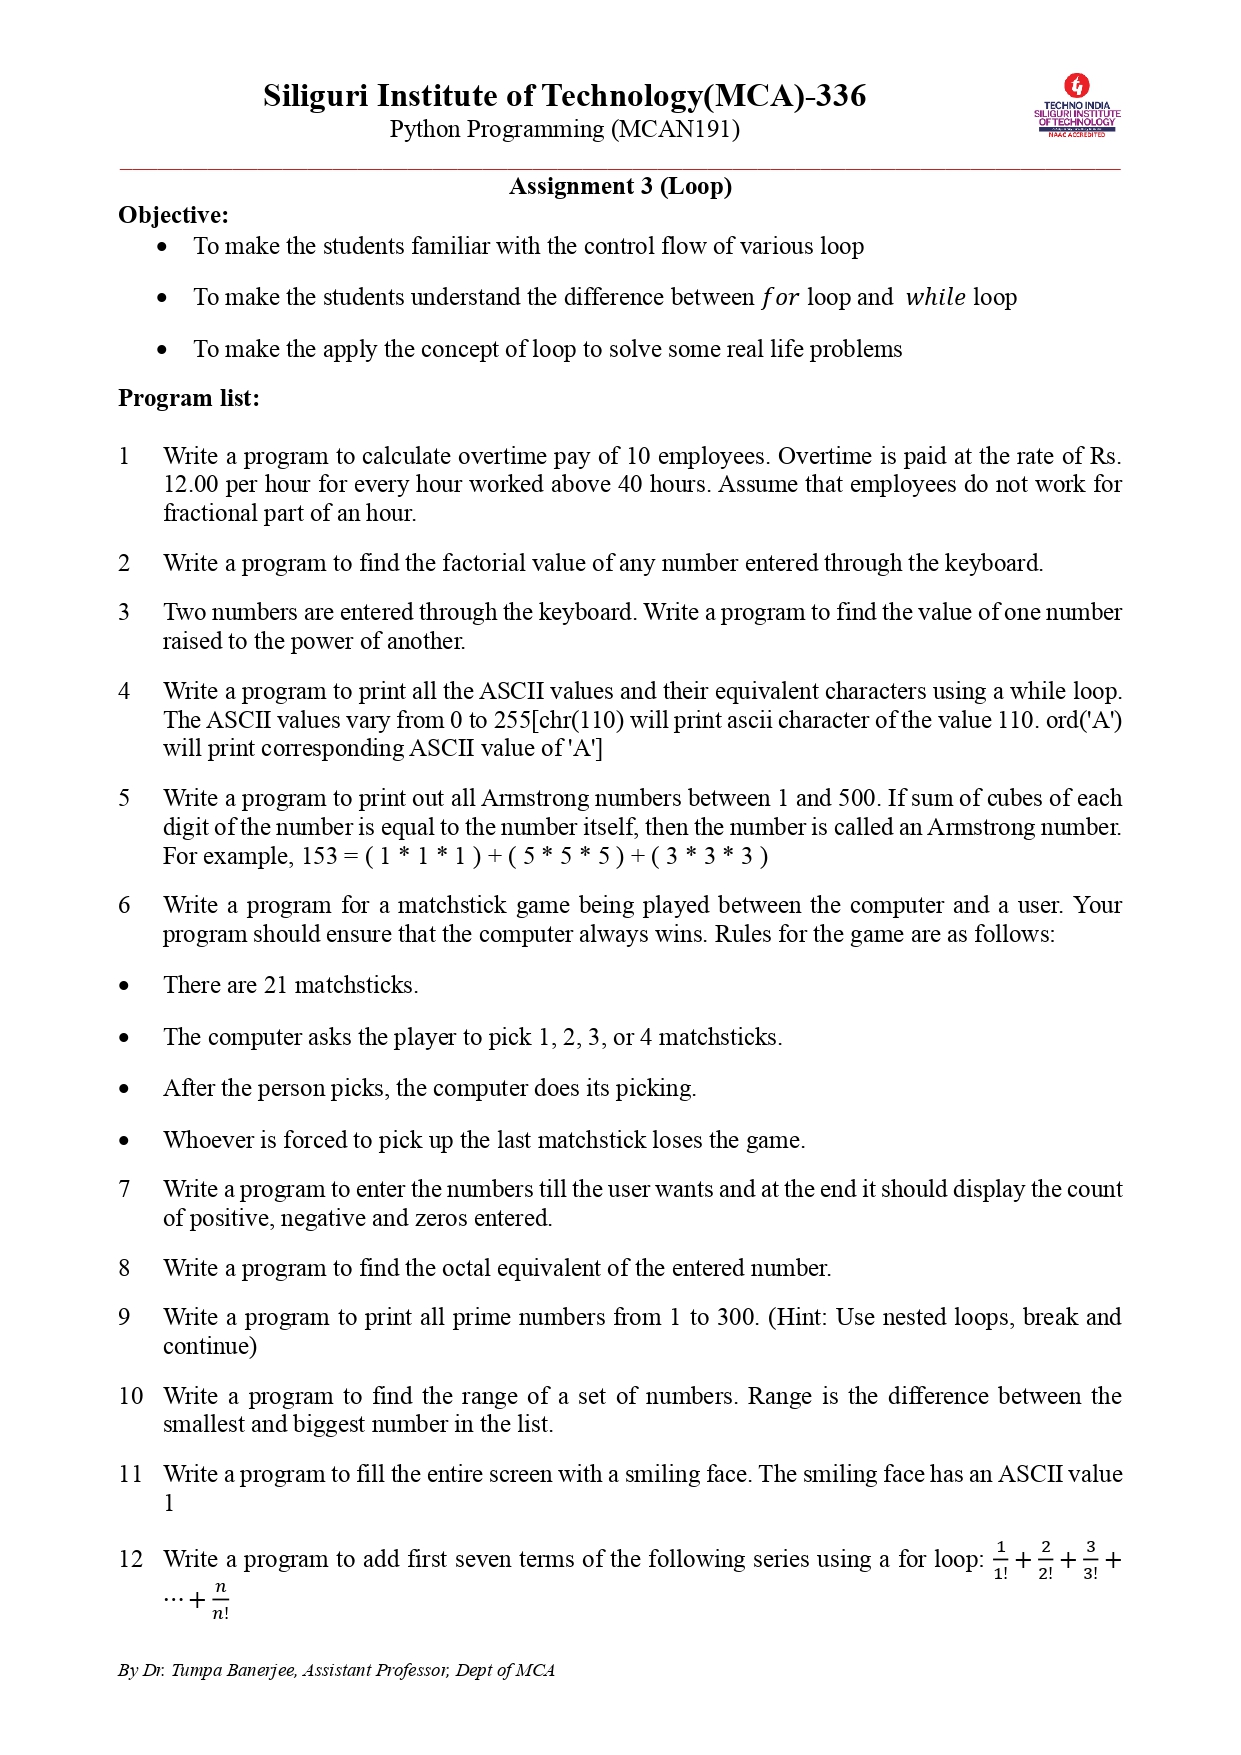 Siliguri Institute of Technology(MCA)-336
Python Programming (MCAN191)
TECHNO INDIA
SILIGURI INSTITUTE
OF TECHNOLOGY
NAAC ACCREDITED
Assignment 3 (Loop)
Objective:
• To make the students familiar with the control flow of various loop
• To make the students understand the difference between for loop and while loop
• To make the apply the concept of loop to solve some real life problems
Program list:
1 Write a program to calculate overtime pay of 10 employees. Overtime is paid at the rate of Rs.
12.00 per hour for every hour worked above 40 hours. Assume that employees do not work for
fractional part of an hour.
2 Write a program to find the factorial value of any number entered through the keyboard.
3 Two numbers are entered through the keyboard. Write a program to find the value of one number
raised to the power of another.
4 Write a program to print all the ASCII values and their equivalent characters using a while loop.
The ASCII values vary from 0 to 255[chr(110) will print ascii character of the value 110. ord('A')
will print corresponding ASCII value of 'A']
5 Write a program to print out all Armstrong numbers between 1 and 500. If sum of cubes of each
digit of the number is equal to the number itself, then the number is called an Armstrong number.
For example, 153 = ( 1 * 1 * 1 ) + ( 5 * 5 * 5 ) + ( 3 * 3 * 3 )
6 Write a program for a matchstick game being played between the computer and a user. Your
program should ensure that the computer always wins. Rules for the game are as follows:
• There are 21 matchsticks.
• The computer asks the player to pick 1, 2, 3, or 4 matchsticks.
• After the person picks, the computer does its picking.
• Whoever is forced to pick up the last matchstick loses the game.
7 Write a program to enter the numbers till the user wants and at the end it should display the count
of positive, negative and zeros entered.
8 Write a program to find the octal equivalent of the entered number.
9 Write a program to print all prime numbers from 1 to 300. (Hint: Use nested loops, break and
continue)
10 Write a program to find the range of a set of numbers. Range is the difference between the
smallest and biggest number in the list.
11 Write a program to fill the entire screen with a smiling face. The smiling face has an ASCII value
1
12 Write a program to add first seven terms of the following series using a for loop: 1/1! + 2/2! + 3/3! +
⋯ + n/n!
By Dr. Tumpa Banerjee, Assistant Professor, Dept of MCA